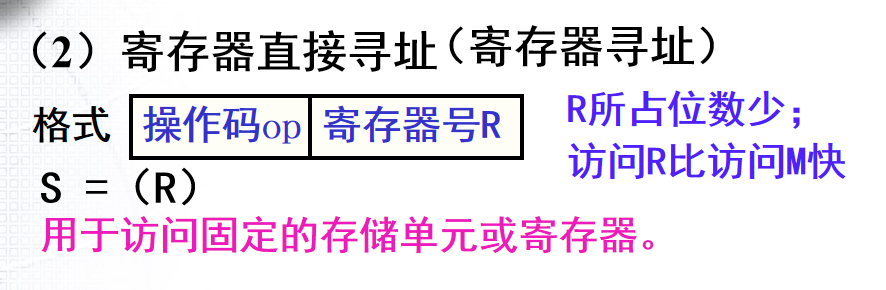 （2）寄存器直接寻址（寄存器寻址）
格式 操作码op 寄存器号R
R所占位数少；
访问R比访问M快
S =（R）
用于访问固定的存储单元或寄存器。